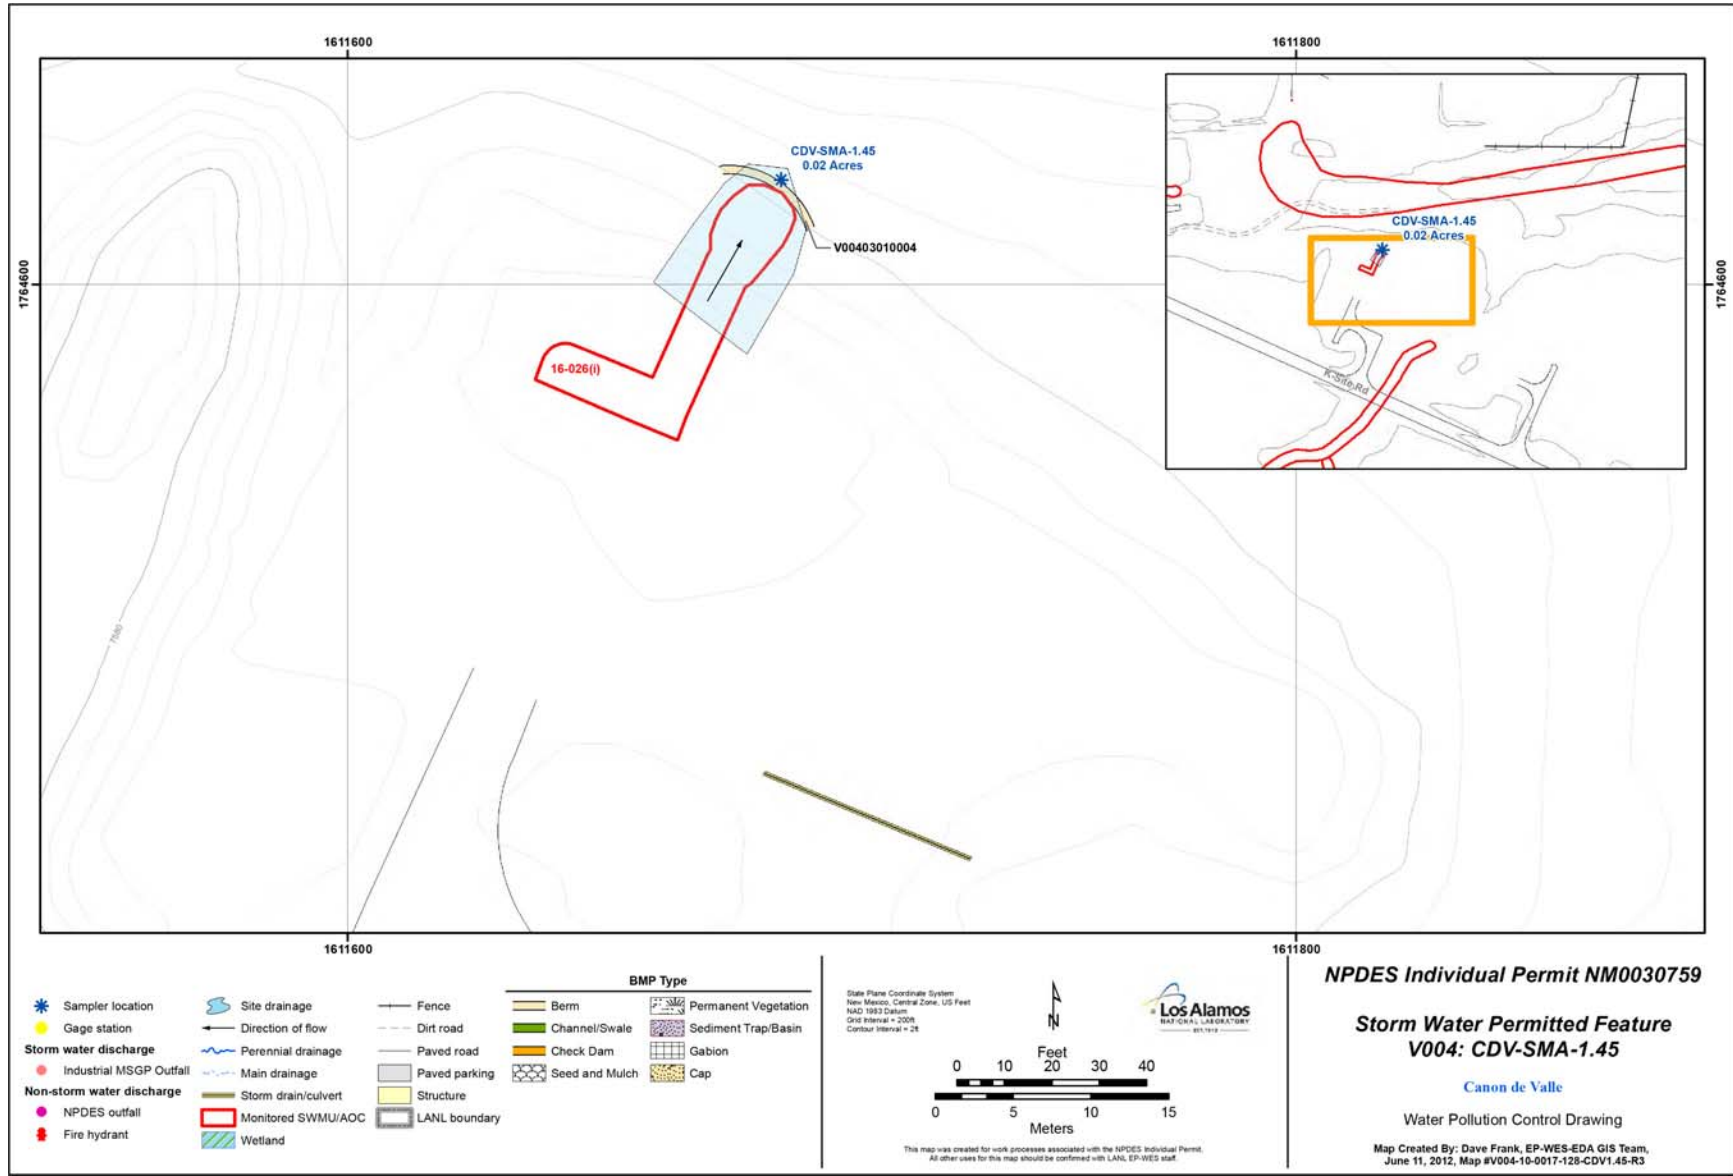 1611600
1611800
1764600
1764600
CDV-SMA-1.45
0.02 Acres
V00403010004
16-026(i)
7580
CDV-SMA-1.45
0.02 Acres
K-Site Rd
1611600
1611800
Sampler location
Gage station
Storm water discharge
Industrial MSGP Outfall
Non-storm water discharge
NPDES outfall
Fire hydrant
Site drainage
Direction of flow
Perennial drainage
Main drainage
Storm drain/culvert
Monitored SWMU/AOC
Wetland
Fence
Dirt road
Paved road
Paved parking
Structure
LANL boundary
BMP Type
Berm
Channel/Swale
Check Dam
Seed and Mulch
Permanent Vegetation
Sediment Trap/Basin
Gabion
Cap
State Plane Coordinate System
New Mexico, Central Zone, US Feet
NAD 1983 Datum
Grid Interval = 200ft
Contour Interval = 2ft
N
Los Alamos
NATIONAL LABORATORY
EST. 1943
Feet
0 10 20 30 40
0 5 10 15
Meters
This map was created for work processes associated with the NPDES Individual Permit.
All other uses for this map should be confirmed with LANL EP-WES staff.
NPDES Individual Permit NM0030759
Storm Water Permitted Feature
V004: CDV-SMA-1.45
Canon de Valle
Water Pollution Control Drawing
Map Created By: Dave Frank, EP-WES-EDA GIS Team,
June 11, 2012, Map #V004-10-0017-128-CDV1.45-R3